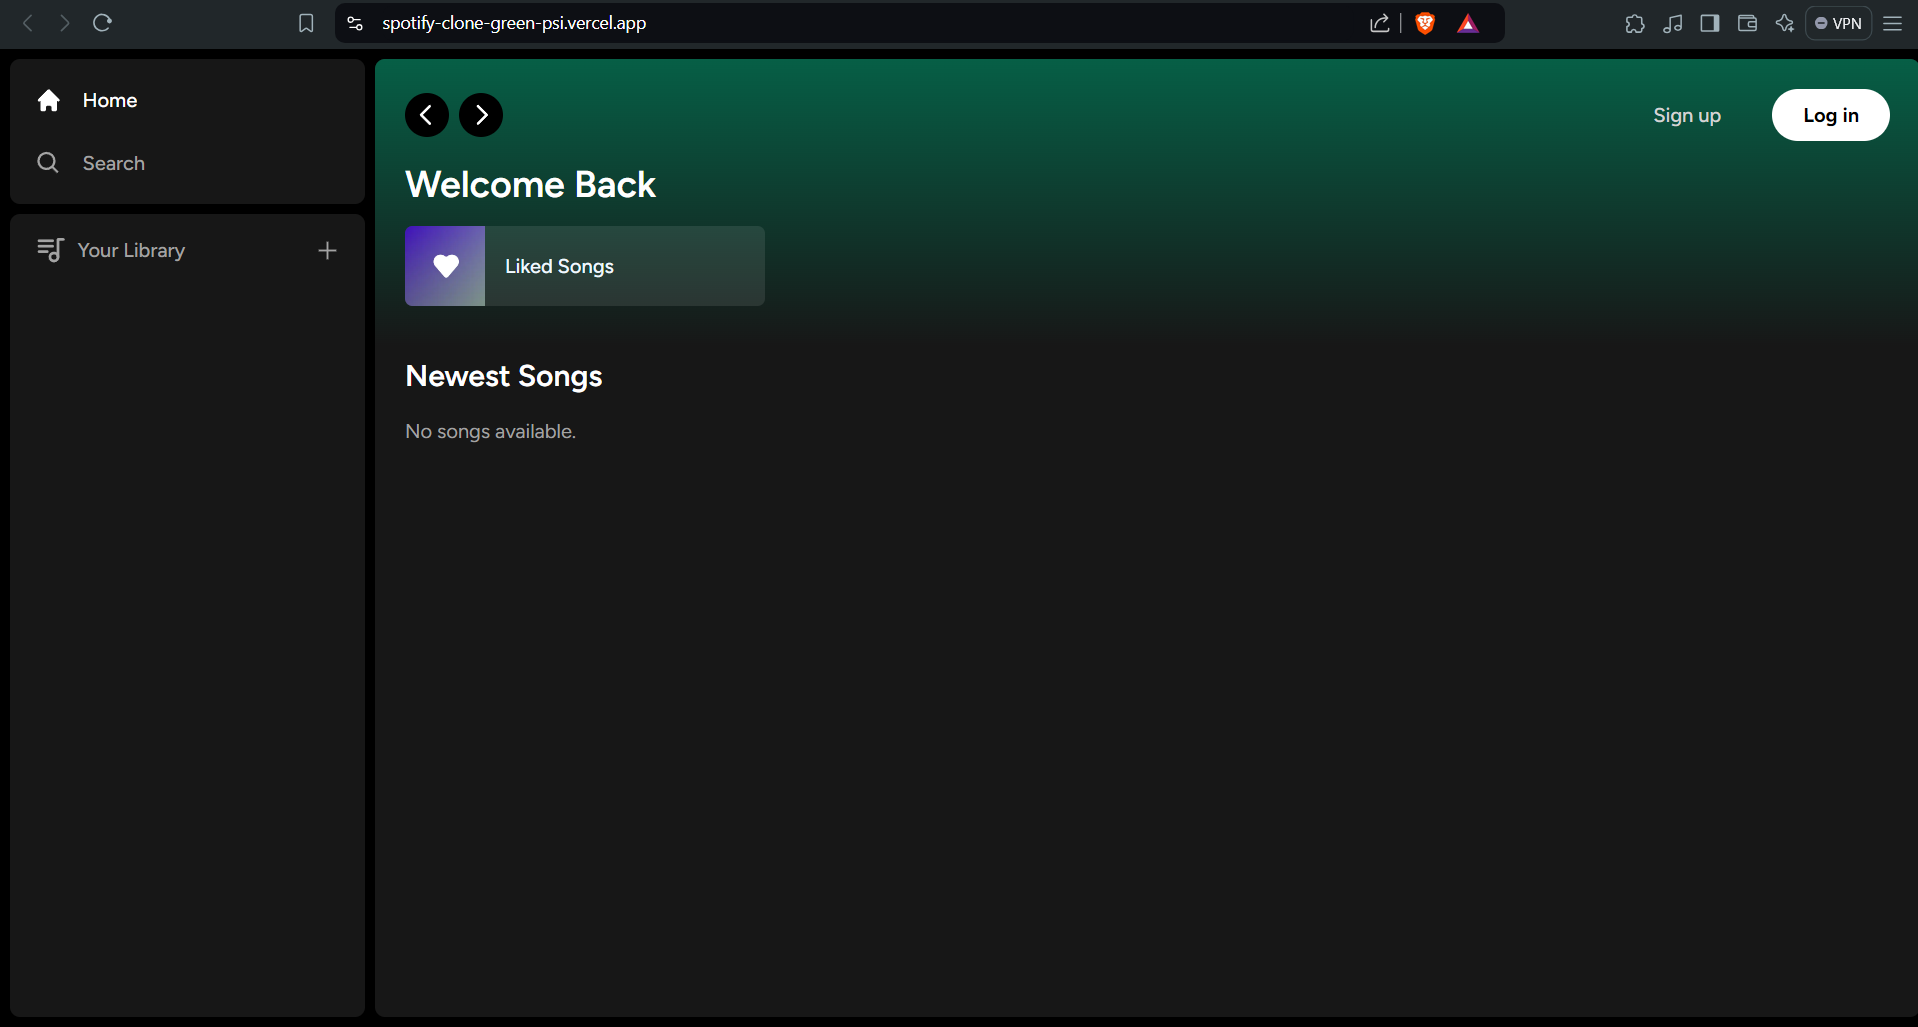 spotify-clone-green-psi.vercel.app
VPN
Home
Search
Your Library
Sign up
Log in
Welcome Back
Liked Songs
Newest Songs
No songs available.